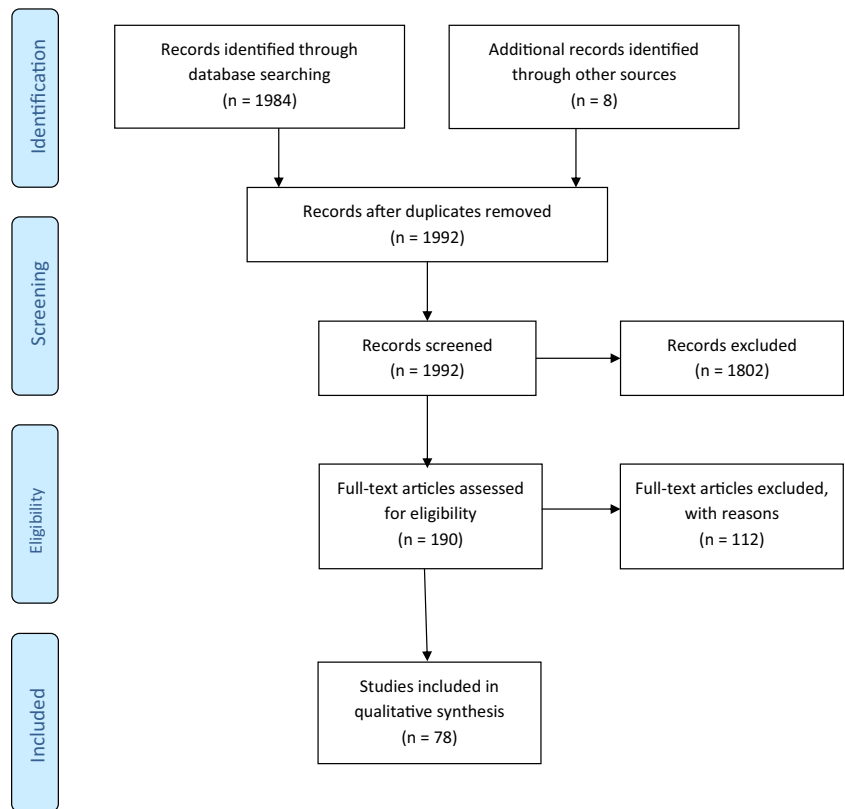 Identification
Records identified through
database searching
(n = 1984)
Additional records identified
through other sources
(n = 8)
Records after duplicates removed
(n = 1992)
Screening
Records screened
(n = 1992)
Records excluded
(n = 1802)
Eligibility
Full-text articles assessed
for eligibility
(n = 190)
Full-text articles excluded,
with reasons
(n = 112)
Included
Studies included in
qualitative synthesis
(n = 78)